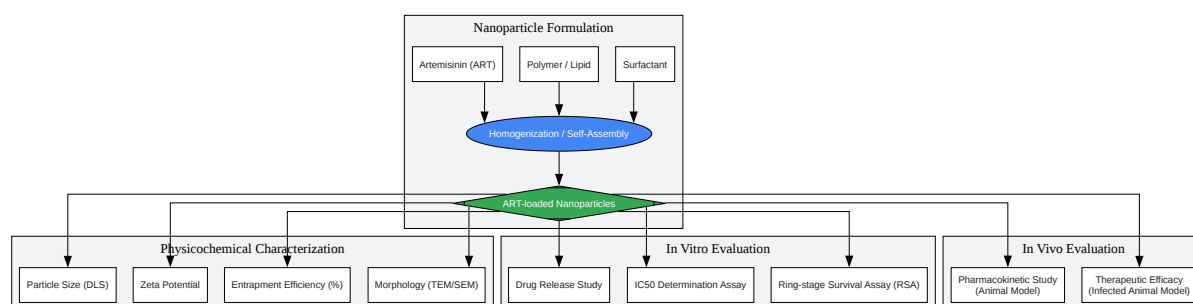 Nanoparticle Formulation
Artemisinin (ART)
Polymer / Lipid
Surfactant
Homogenization / Self-Assembly
ART-loaded Nanoparticles
Physicochemical Characterization
Particle Size (DLS)
Zeta Potential
Entrapment Efficiency (%)
Morphology (TEM/SEM)
In Vitro Evaluation
Drug Release Study
IC50 Determination Assay
Ring-stage Survival Assay (RSA)
In Vivo Evaluation
Pharmacokinetic Study
(Animal Model)
Therapeutic Efficacy
(Infected Animal Model)